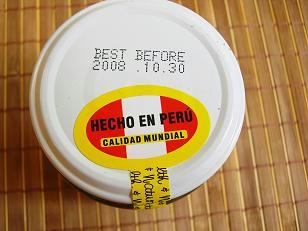 BEST BEFORE
2008 .10.30
HECHO EN PERÚ
CALIDAD MUNDIAL